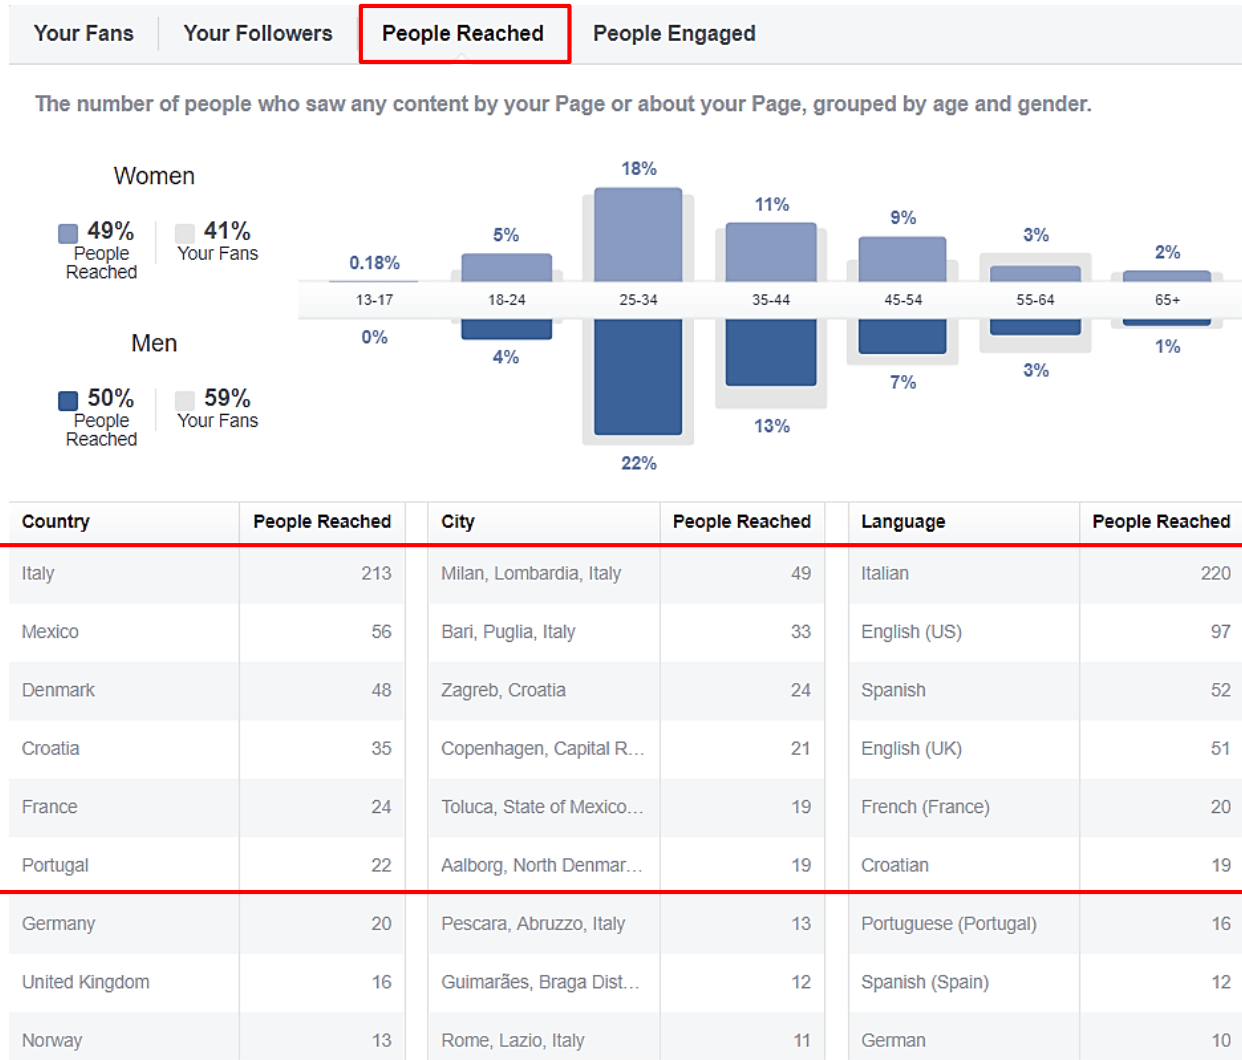 Your Fans Your Followers People Reached People Engaged
The number of people who saw any content by your Page or about your Page, grouped by age and gender.
Women
49% 41%
People Your Fans
Reached
Men
50% 59%
People Your Fans
Reached
0.18% 5% 18% 11% 9% 3% 2%
13-17 18-24 25-34 35-44 45-54 55-64 65+
0% 4% 22% 13% 7% 3% 1%
Country People Reached City People Reached Language People Reached
Italy 213 Milan, Lombardia, Italy 49 Italian 220
Mexico 56 Bari, Puglia, Italy 33 English (US) 97
Denmark 48 Zagreb, Croatia 24 Spanish 52
Croatia 35 Copenhagen, Capital R... 21 English (UK) 51
France 24 Toluca, State of Mexico... 19 French (France) 20
Portugal 22 Aalborg, North Denmar... 19 Croatian 19
Germany 20 Pescara, Abruzzo, Italy 13 Portuguese (Portugal) 16
United Kingdom 16 Guimarães, Braga Dist... 12 Spanish (Spain) 12
Norway 13 Rome, Lazio, Italy 11 German 10